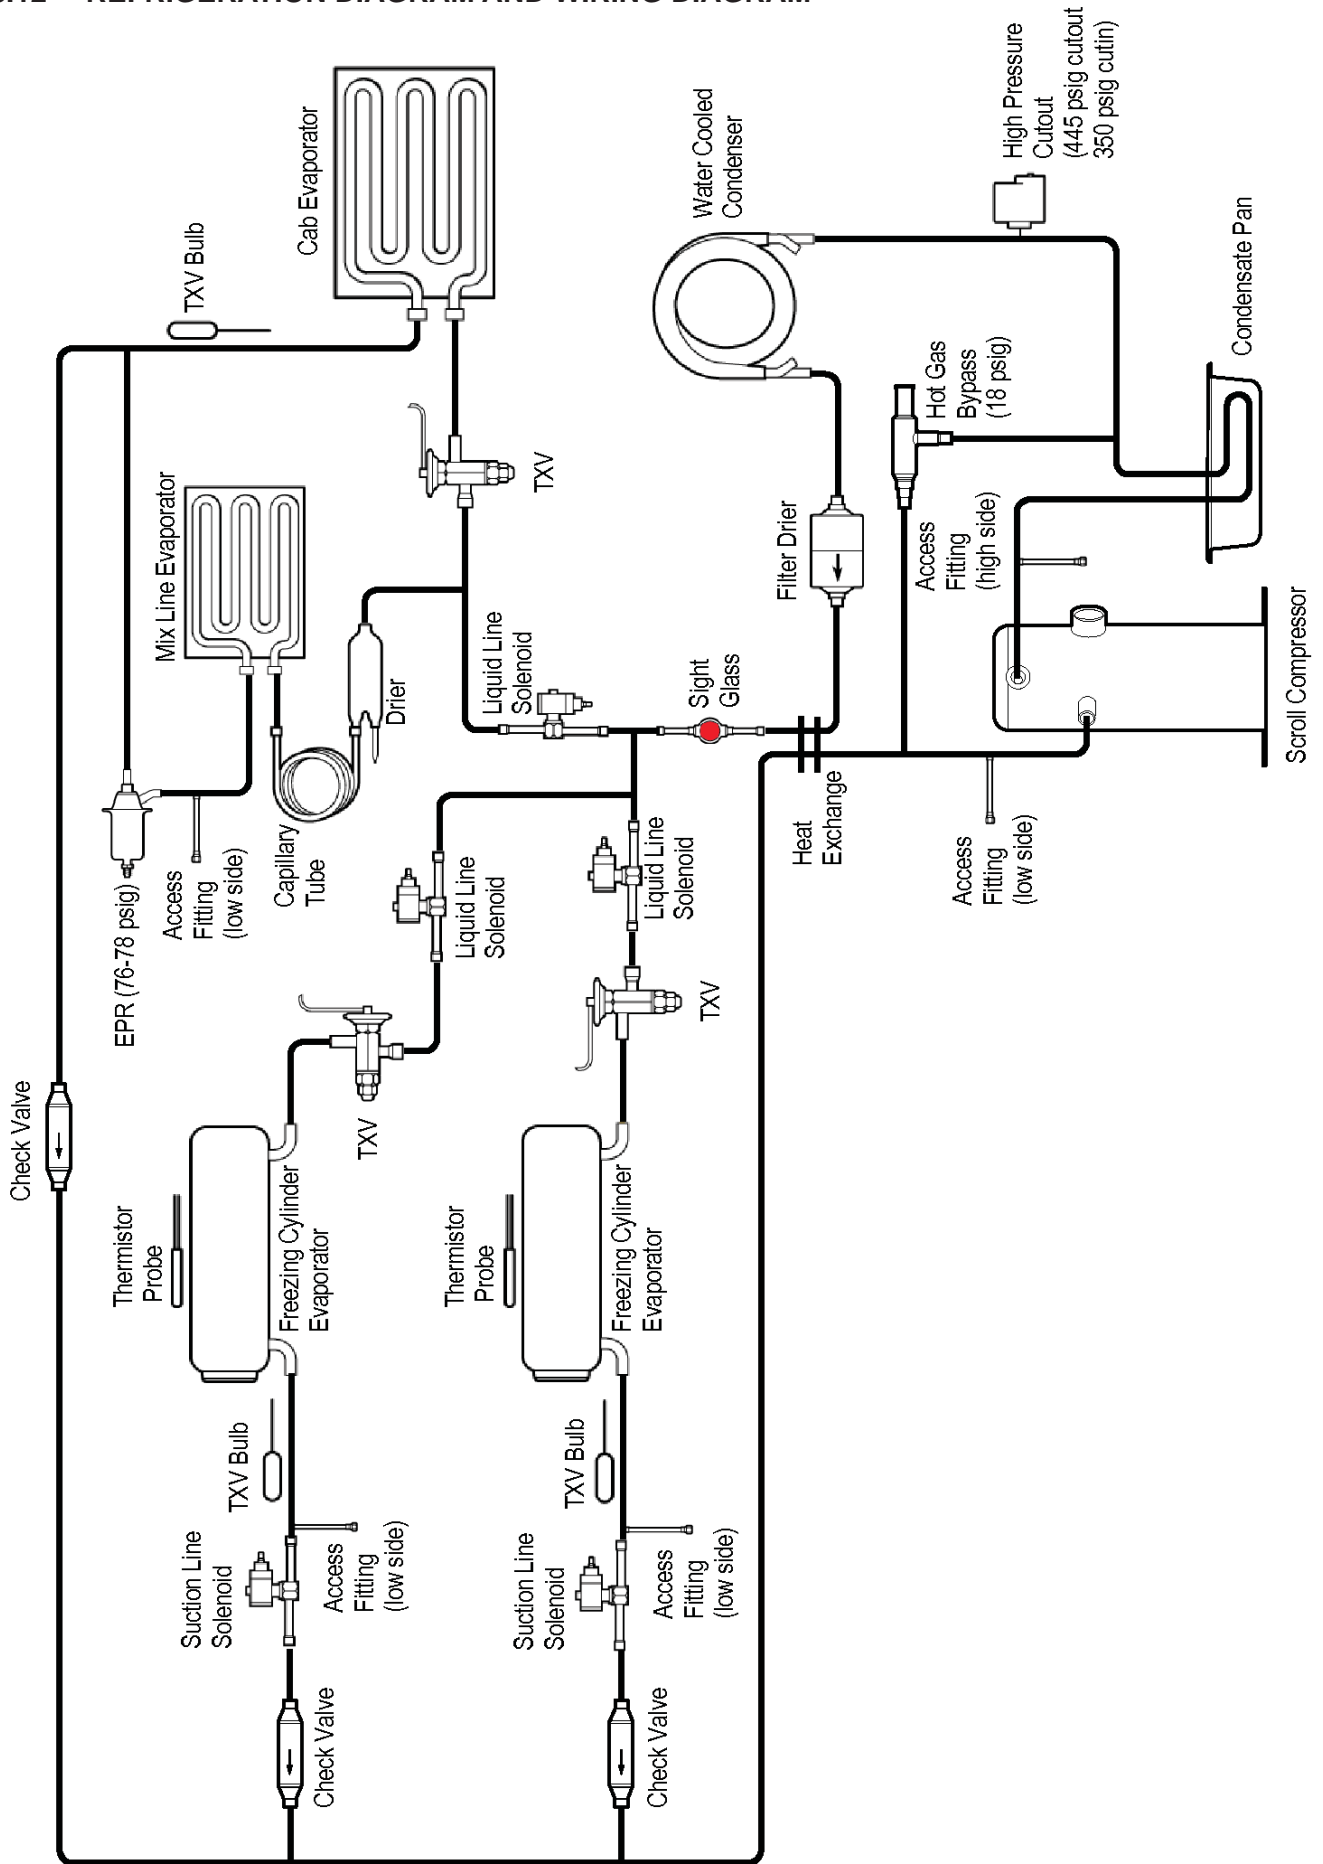 REFRIGERATION DIAGRAM AND WIRING DIAGRAM
High Pressure
Cutout
(445 psig cutout
350 psig cutin)
Cab Evaporator
Water Cooled
Condenser
TXV Bulb
Condensate Pan
Hot Gas
Bypass
(18 psig)
TXV
Mix Line Evaporator
Filter Drier
Access
Fitting
(high side)
Liquid Line
Solenoid
Sight
Glass
Drier
Scroll Compressor
Heat
Exchange
Access
Fitting
(low side)
Capillary
Tube
EPR (76-78 psig)
Access
Fitting
(low side)
Liquid Line
Solenoid
Liquid Line
Solenoid
TXV
TXV
Check Valve
Thermistor
Probe
Freezing Cylinder
Evaporator
Thermistor
Probe
Freezing Cylinder
Evaporator
TXV Bulb
TXV Bulb
Suction Line
Solenoid
Access
Fitting
(low side)
Suction Line
Solenoid
Access
Fitting
(low side)
Check Valve
Check Valve